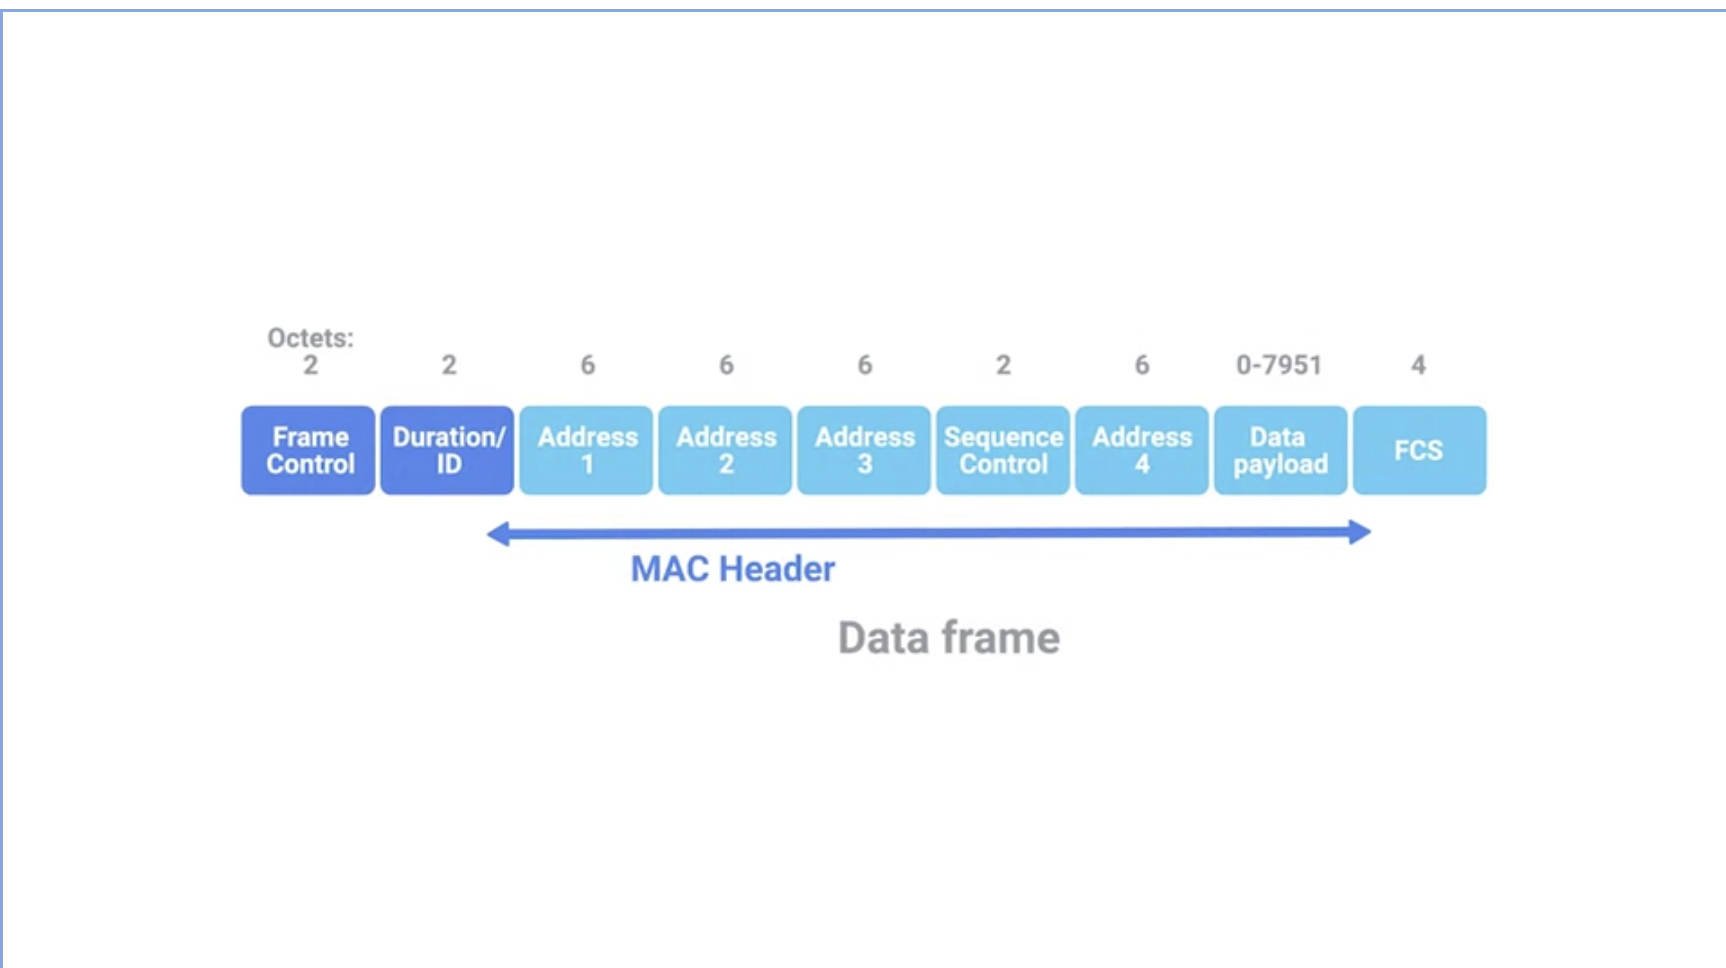 Octets:
2 2 6 6 6 2 6 0-7951 4
Frame Control
Duration/ ID
Address 1
Address 2
Address 3
Sequence Control
Address 4
Data payload
FCS
MAC Header
Data frame